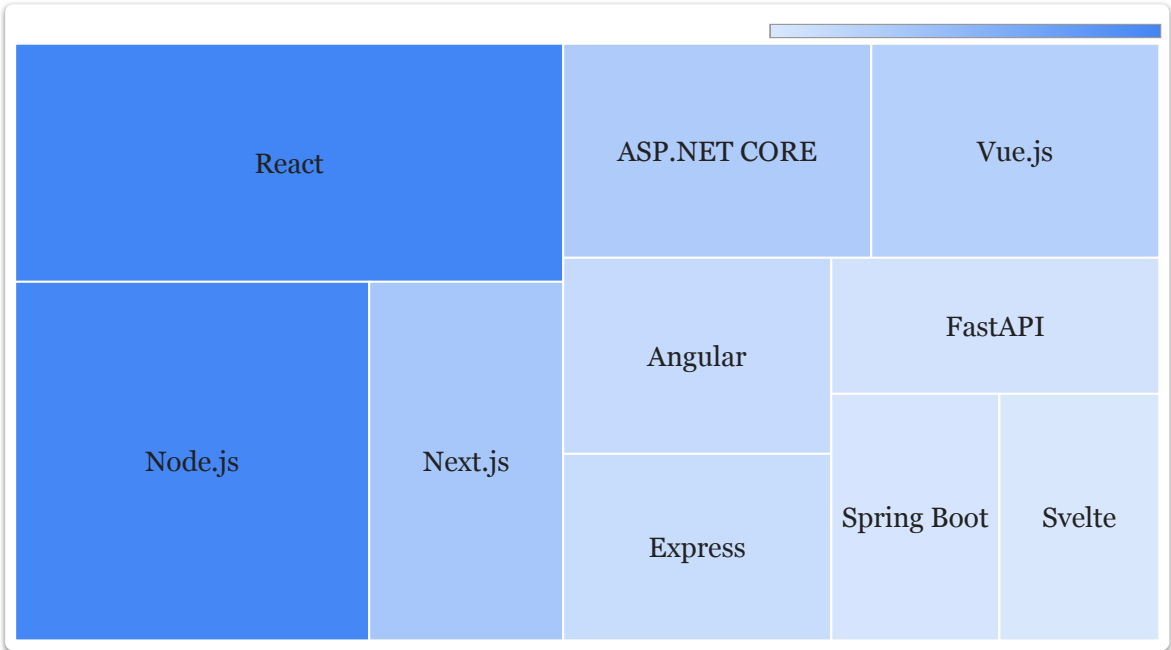 React
ASP.NET CORE
Vue.js
Node.js
Next.js
Angular
FastAPI
Express
Spring Boot
Svelte